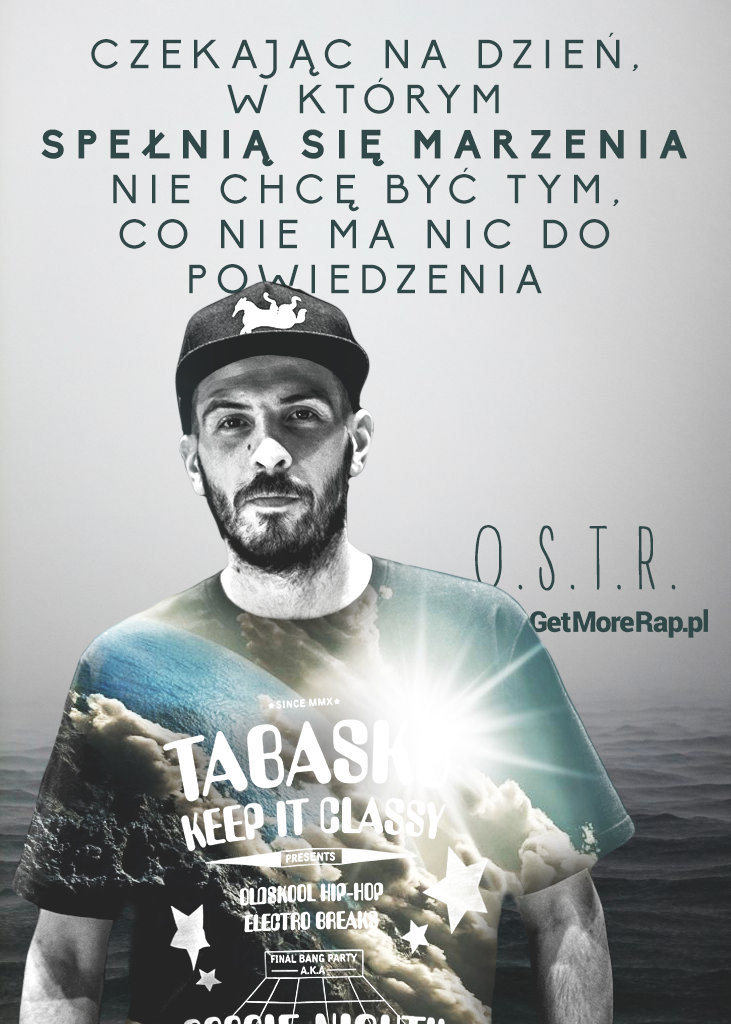 CZEKAJĄC NA DZIEŃ,
W KTÓRYM
SPEŁNIĄ SIĘ MARZENIA
NIE CHCĘ BYĆ TYM,
CO NIE MA NIC DO
POWIEDZENIA
O.S.T.R.
GetMoreRap.pl
★SINCE MMX★
TABASKO
KEEP IT CLASSY
PRESENTS
OLDSKOOL HIP-HOP
ELECTRO BREAKS
FINAL BANG PARTY
A.K.A